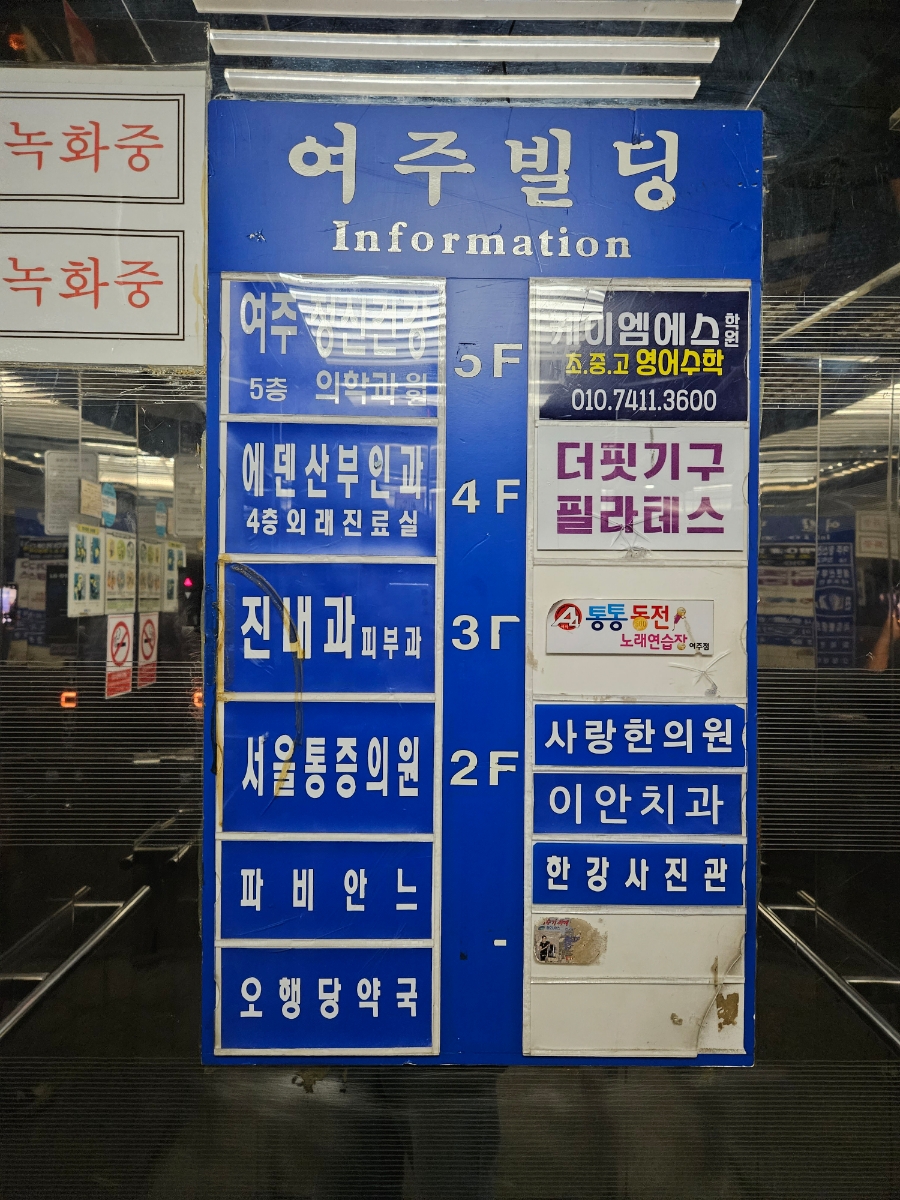 녹화중
녹화중
여주빌딩
Information
여주 정신건강
5층 의학과의원
5F
케이엠에스 학원
초.중.고 영어수학
010.7411.3600
에덴산부인과
4층외래진료실
4F
더핏기구
필라테스
진내과피부과
3F
통통동전
노래연습장 여주점
서울통증의원
2F
사랑한의원
이안치과
파비안느
한강사진관
-
오행당약국